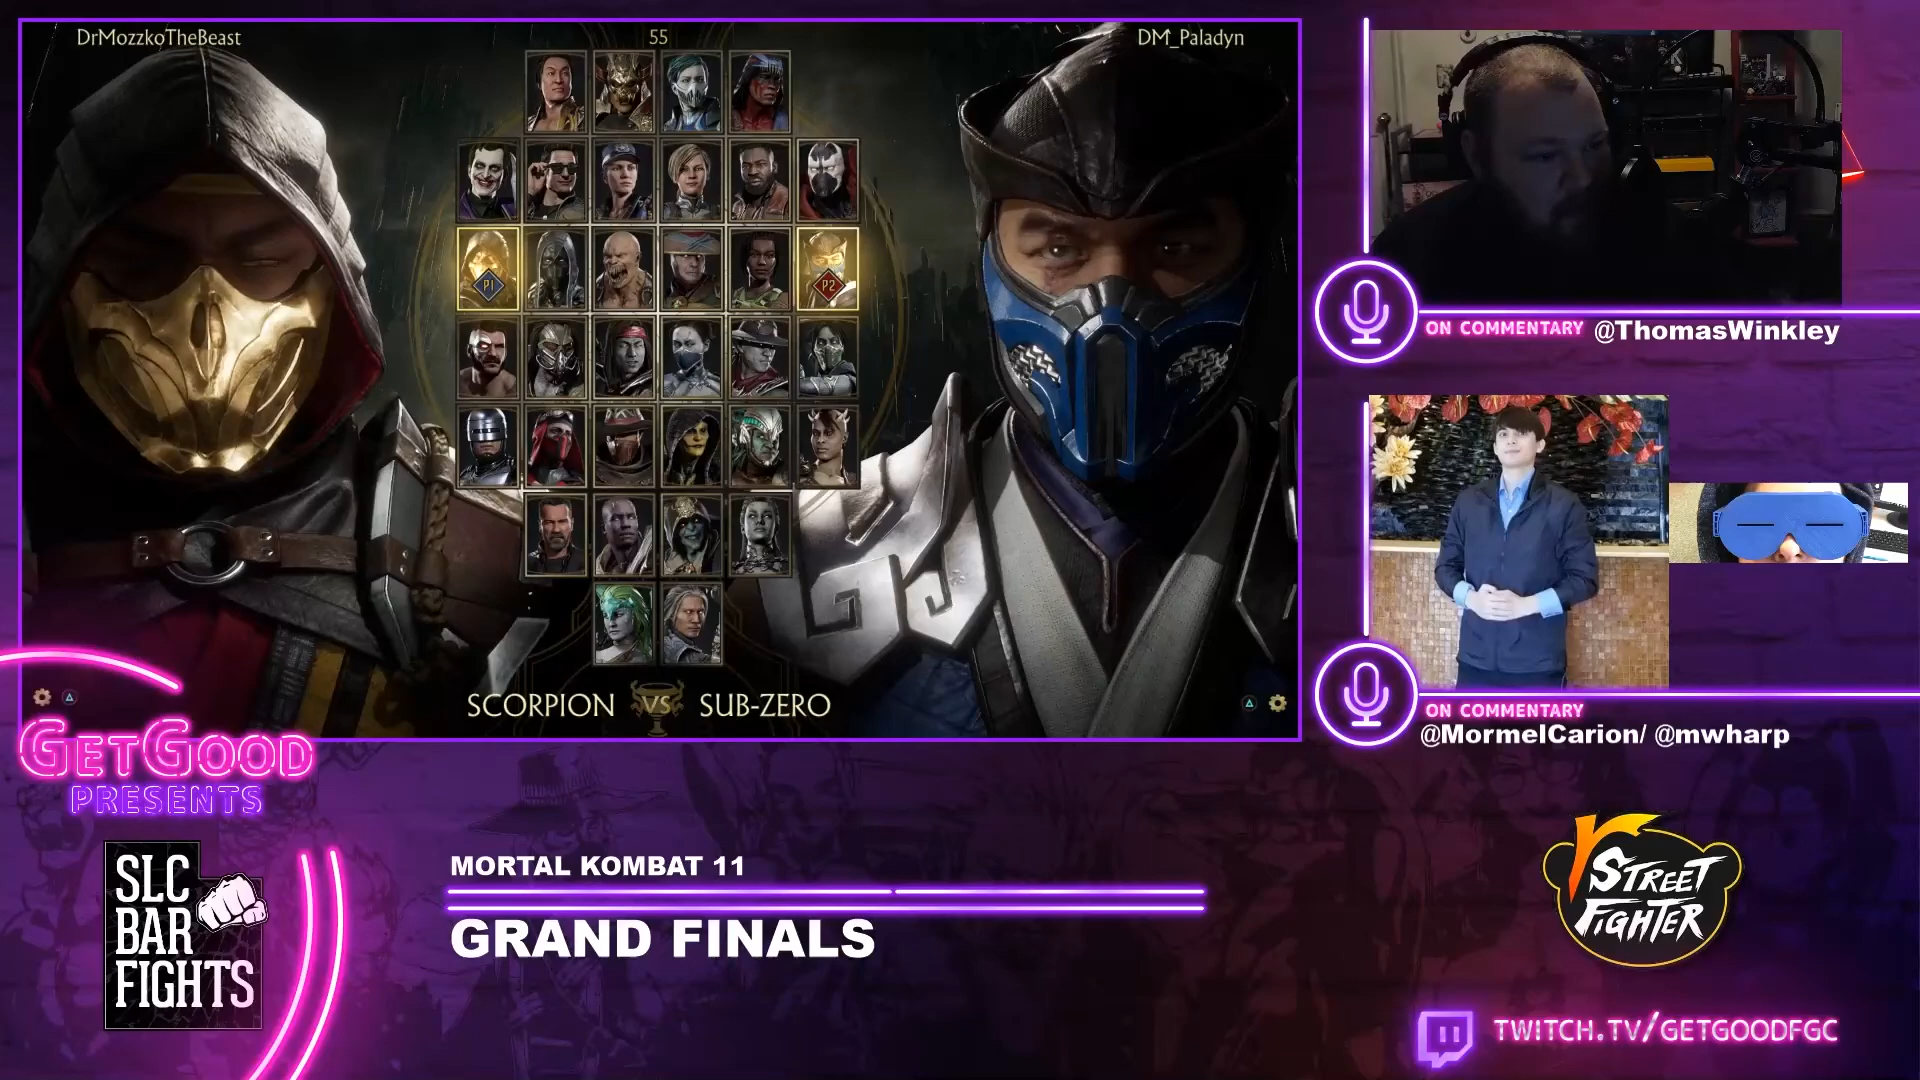 DrMozzkoTheBeast
55
DM_Paladyn
P1
P2
SCORPION VS SUB-ZERO
ON COMMENTARY @ThomasWinkley
ON COMMENTARY
@MormelCarion/ @mwharp
GETGOOD
PRESENTS
SLC
BAR
FIGHTS
MORTAL KOMBAT 11
GRAND FINALS
r STREET
FIGHTER
TWITCH.TV/GETGOODFGC